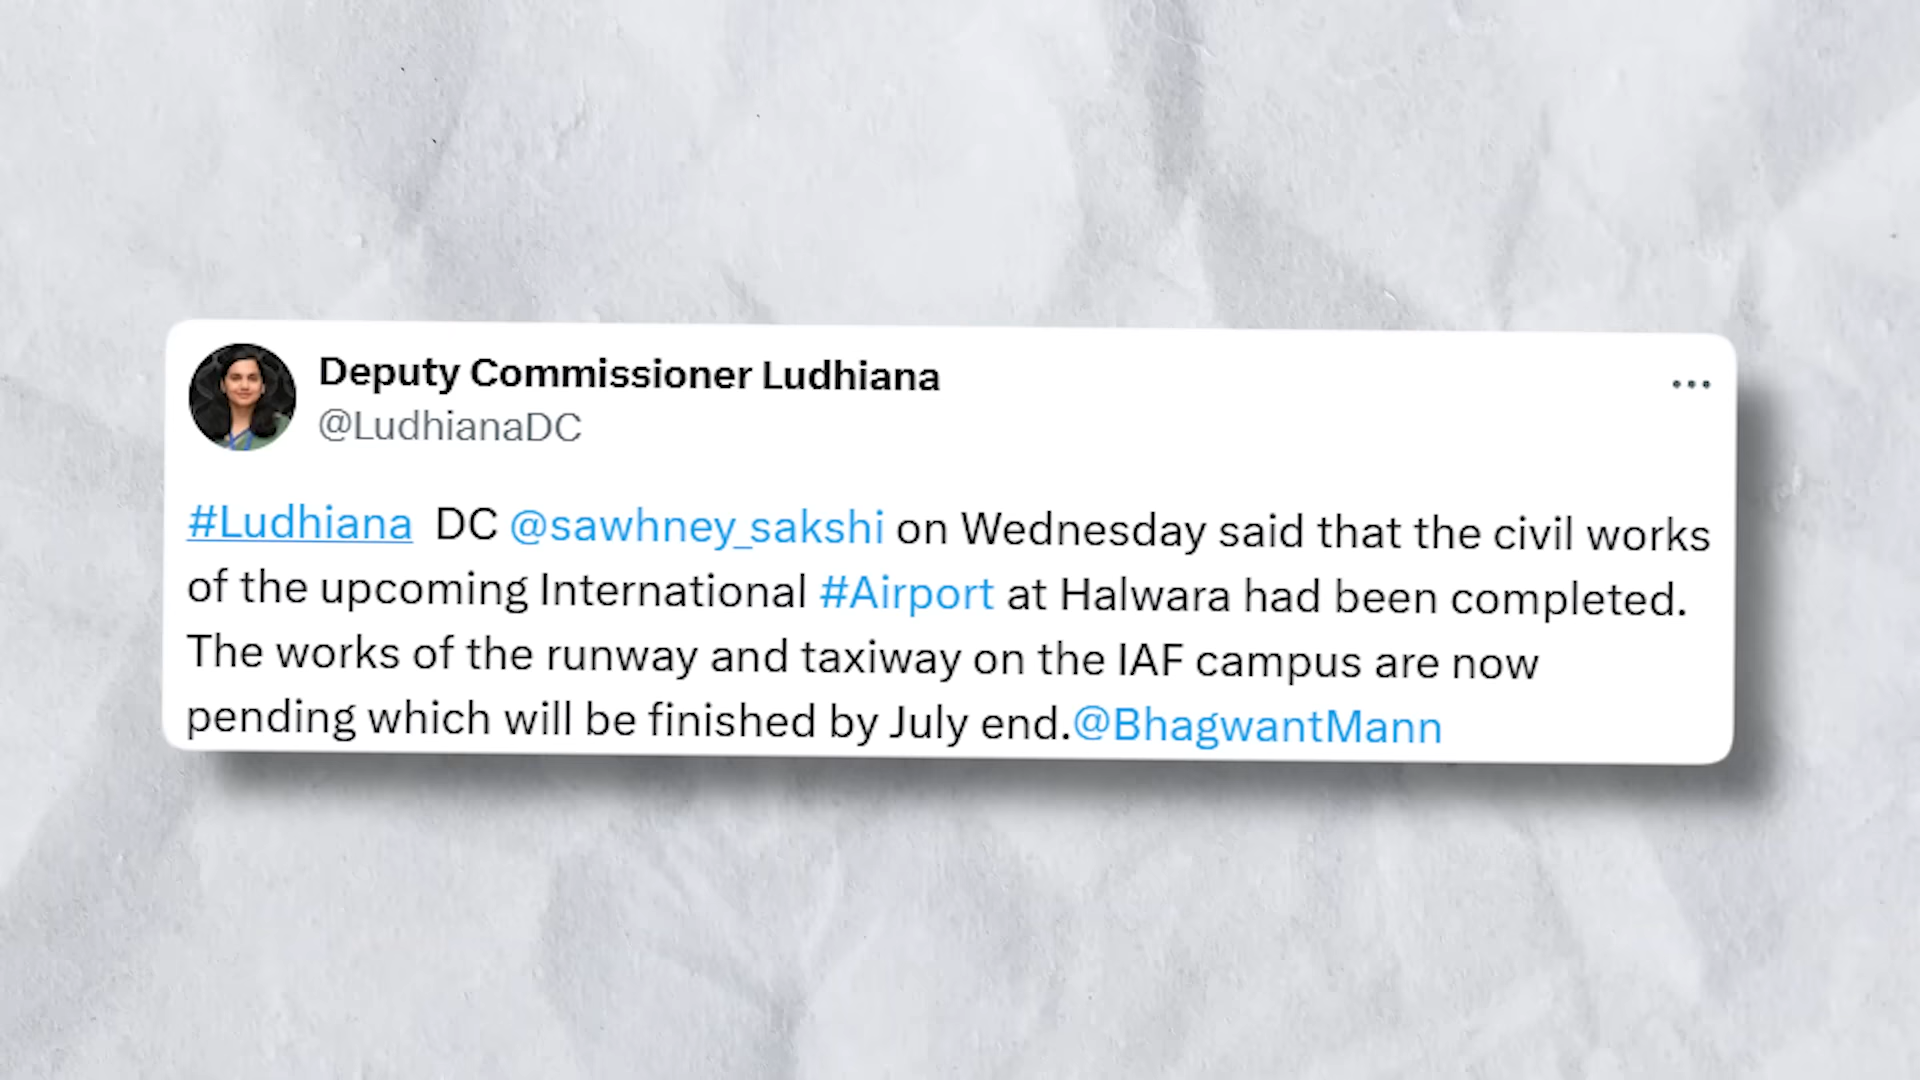 Deputy Commissioner Ludhiana
@LudhianaDC
#Ludhiana DC @sawhney_sakshi on Wednesday said that the civil works
of the upcoming International #Airport at Halwara had been completed.
The works of the runway and taxiway on the IAF campus are now
pending which will be finished by July end.@BhagwantMann